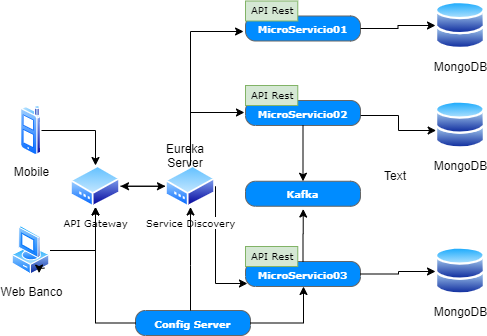 API Rest
MicroServicio01
MongoDB
API Rest
MicroServicio02
MongoDB
Mobile
Eureka
Server
Text
Kafka
API Gateway
Service Discovery
API Rest
MicroServicio03
Web Banco
MongoDB
Config Server